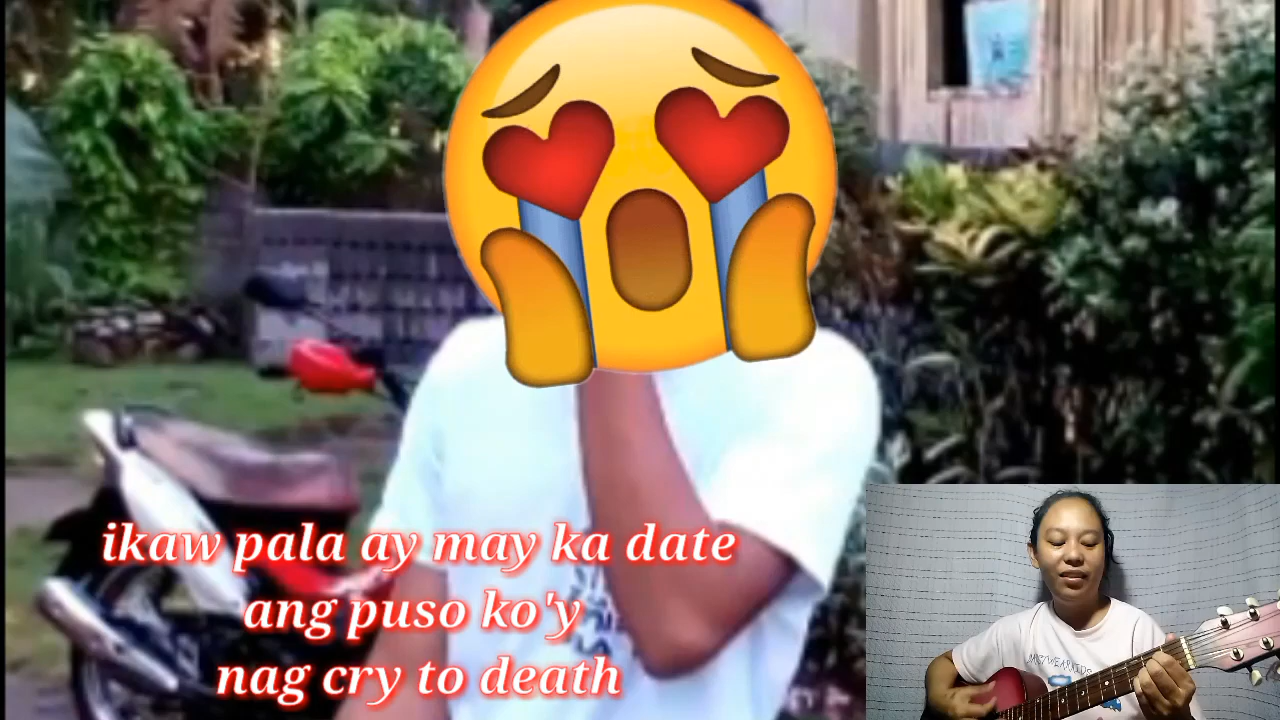 ikaw pala ay may ka date
ang puso ko'y
nag cry to death